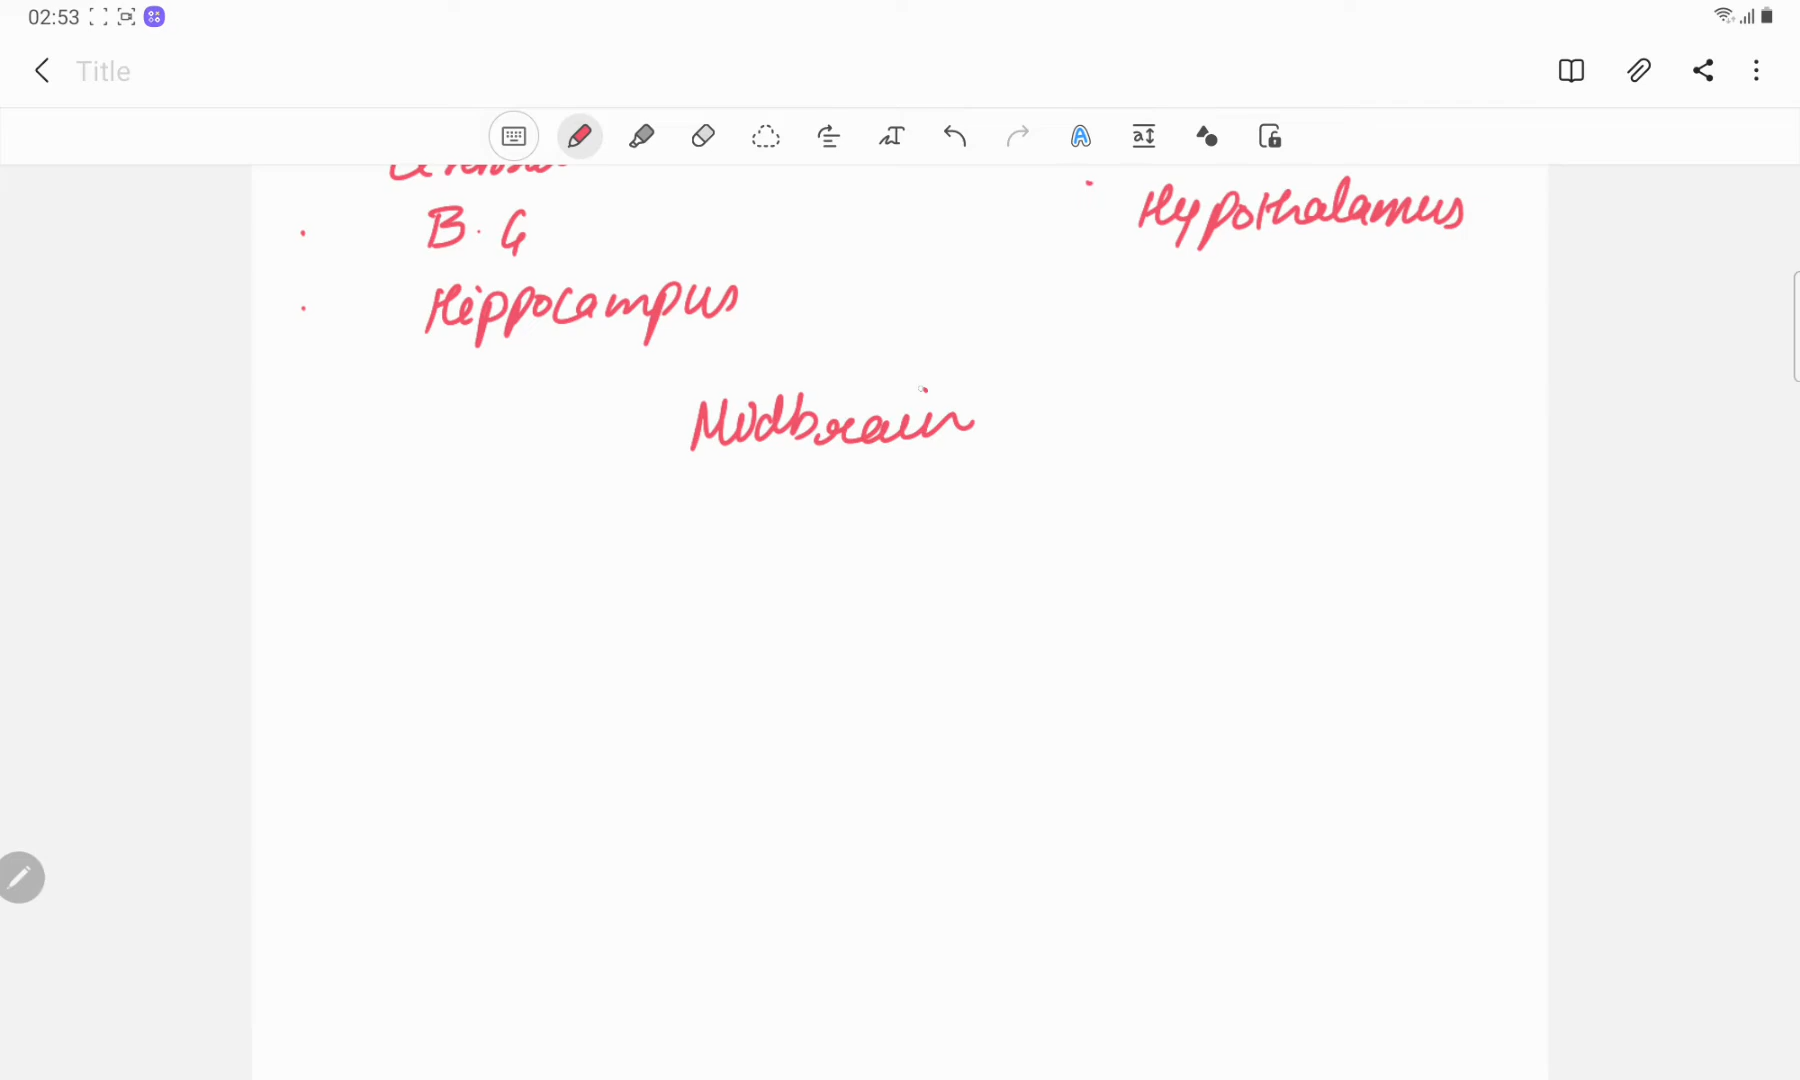 02:53
Title
· Hypothalamus
· B. G
· Hippocampus
Midbrain